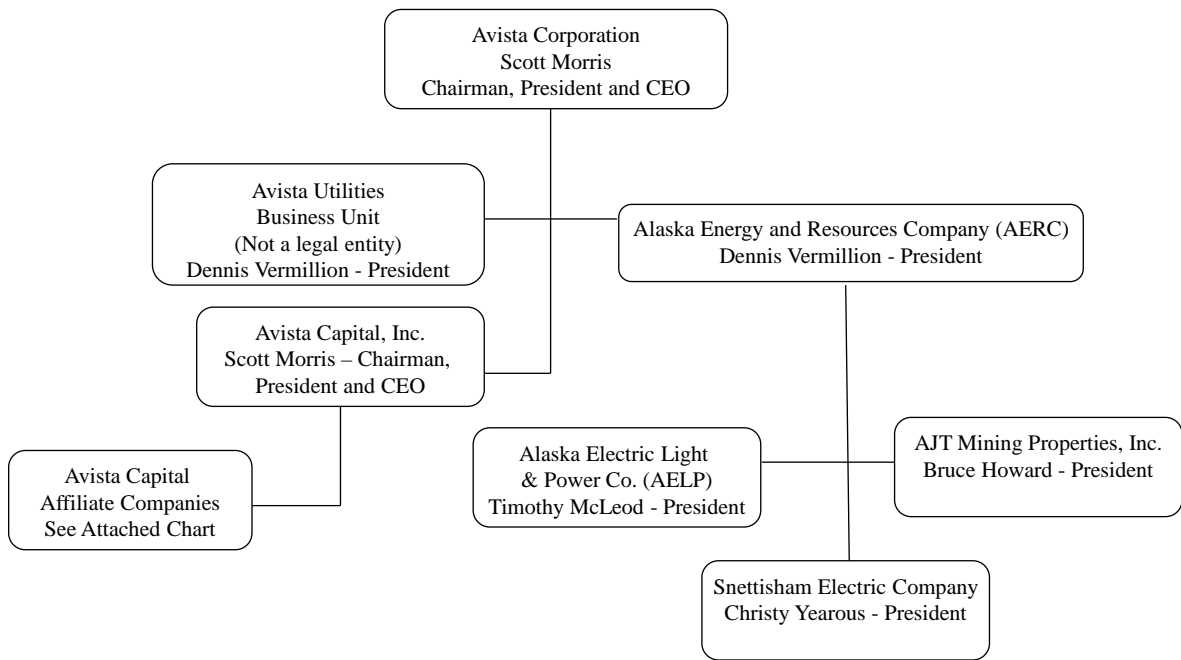 Avista Corporation
Scott Morris
Chairman, President and CEO
Avista Utilities
Business Unit
(Not a legal entity)
Dennis Vermillion - President
Alaska Energy and Resources Company (AERC)
Dennis Vermillion - President
Avista Capital, Inc.
Scott Morris – Chairman,
President and CEO
Avista Capital
Affiliate Companies
See Attached Chart
Alaska Electric Light
& Power Co. (AELP)
Timothy McLeod - President
AJT Mining Properties, Inc.
Bruce Howard - President
Snettisham Electric Company
Christy Yearous - President